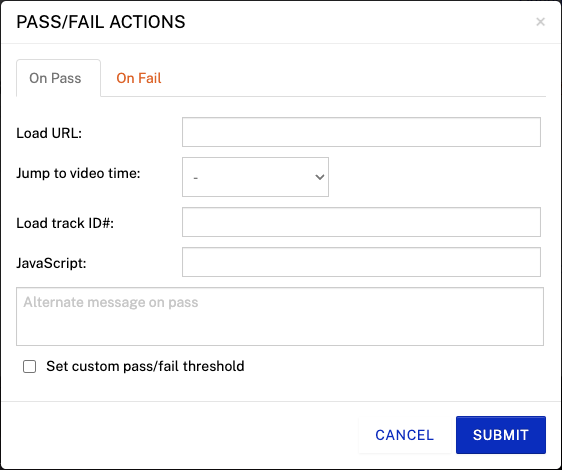 PASS/FAIL ACTIONS ×
On Pass On Fail
Load URL:
Jump to video time: -
Load track ID#:
JavaScript:
Alternate message on pass
Set custom pass/fail threshold
CANCEL SUBMIT